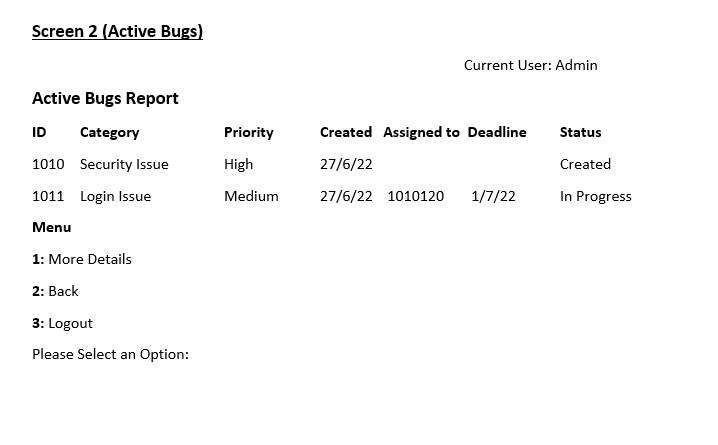 Screen 2 (Active Bugs)
Current User: Admin
Active Bugs Report
ID Category Priority Created Assigned to Deadline Status
1010 Security Issue High 27/6/22 Created
1011 Login Issue Medium 27/6/22 1010120 1/7/22 In Progress
Menu
1: More Details
2: Back
3: Logout
Please Select an Option: